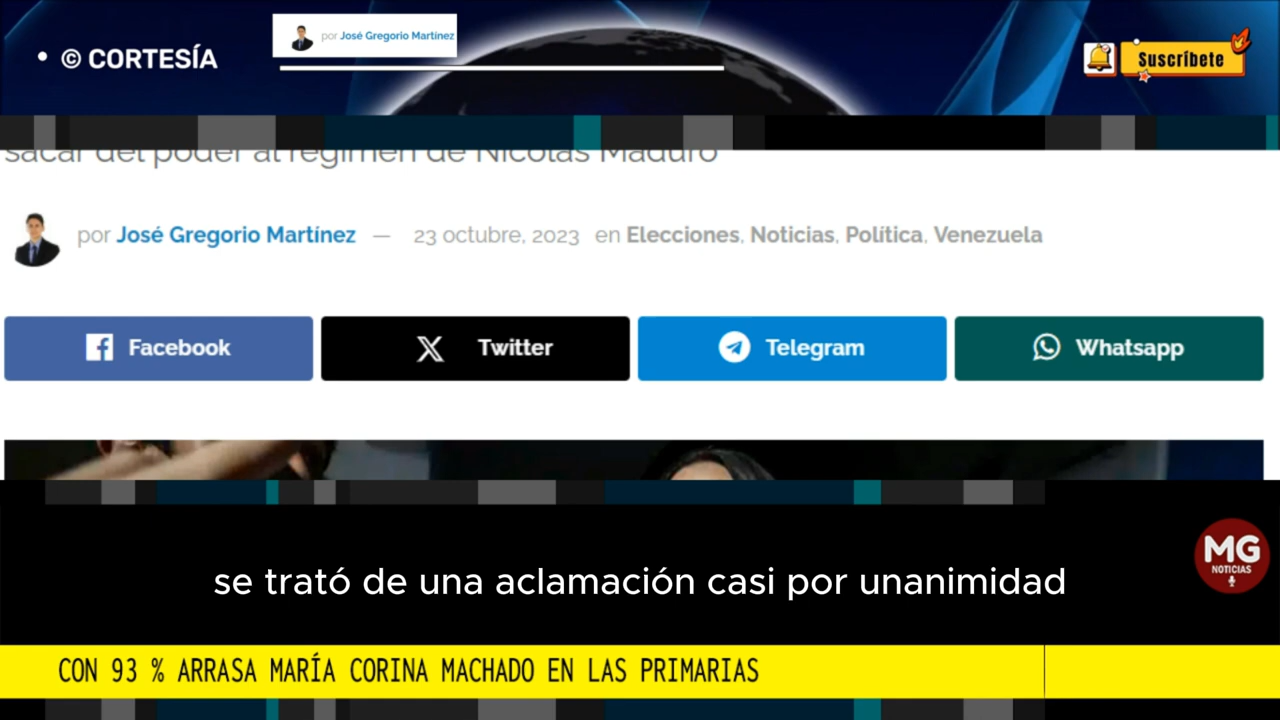 • © CORTESÍA
por José Gregorio Martínez
Suscríbete
sacar del poder al régimen de Nicolás Maduro
por José Gregorio Martínez — 23 octubre, 2023 en Elecciones, Noticias, Política, Venezuela
Facebook
Twitter
Telegram
Whatsapp
MG
NOTICIAS
se trató de una aclamación casi por unanimidad
CON 93 % ARRASA MARÍA CORINA MACHADO EN LAS PRIMARIAS